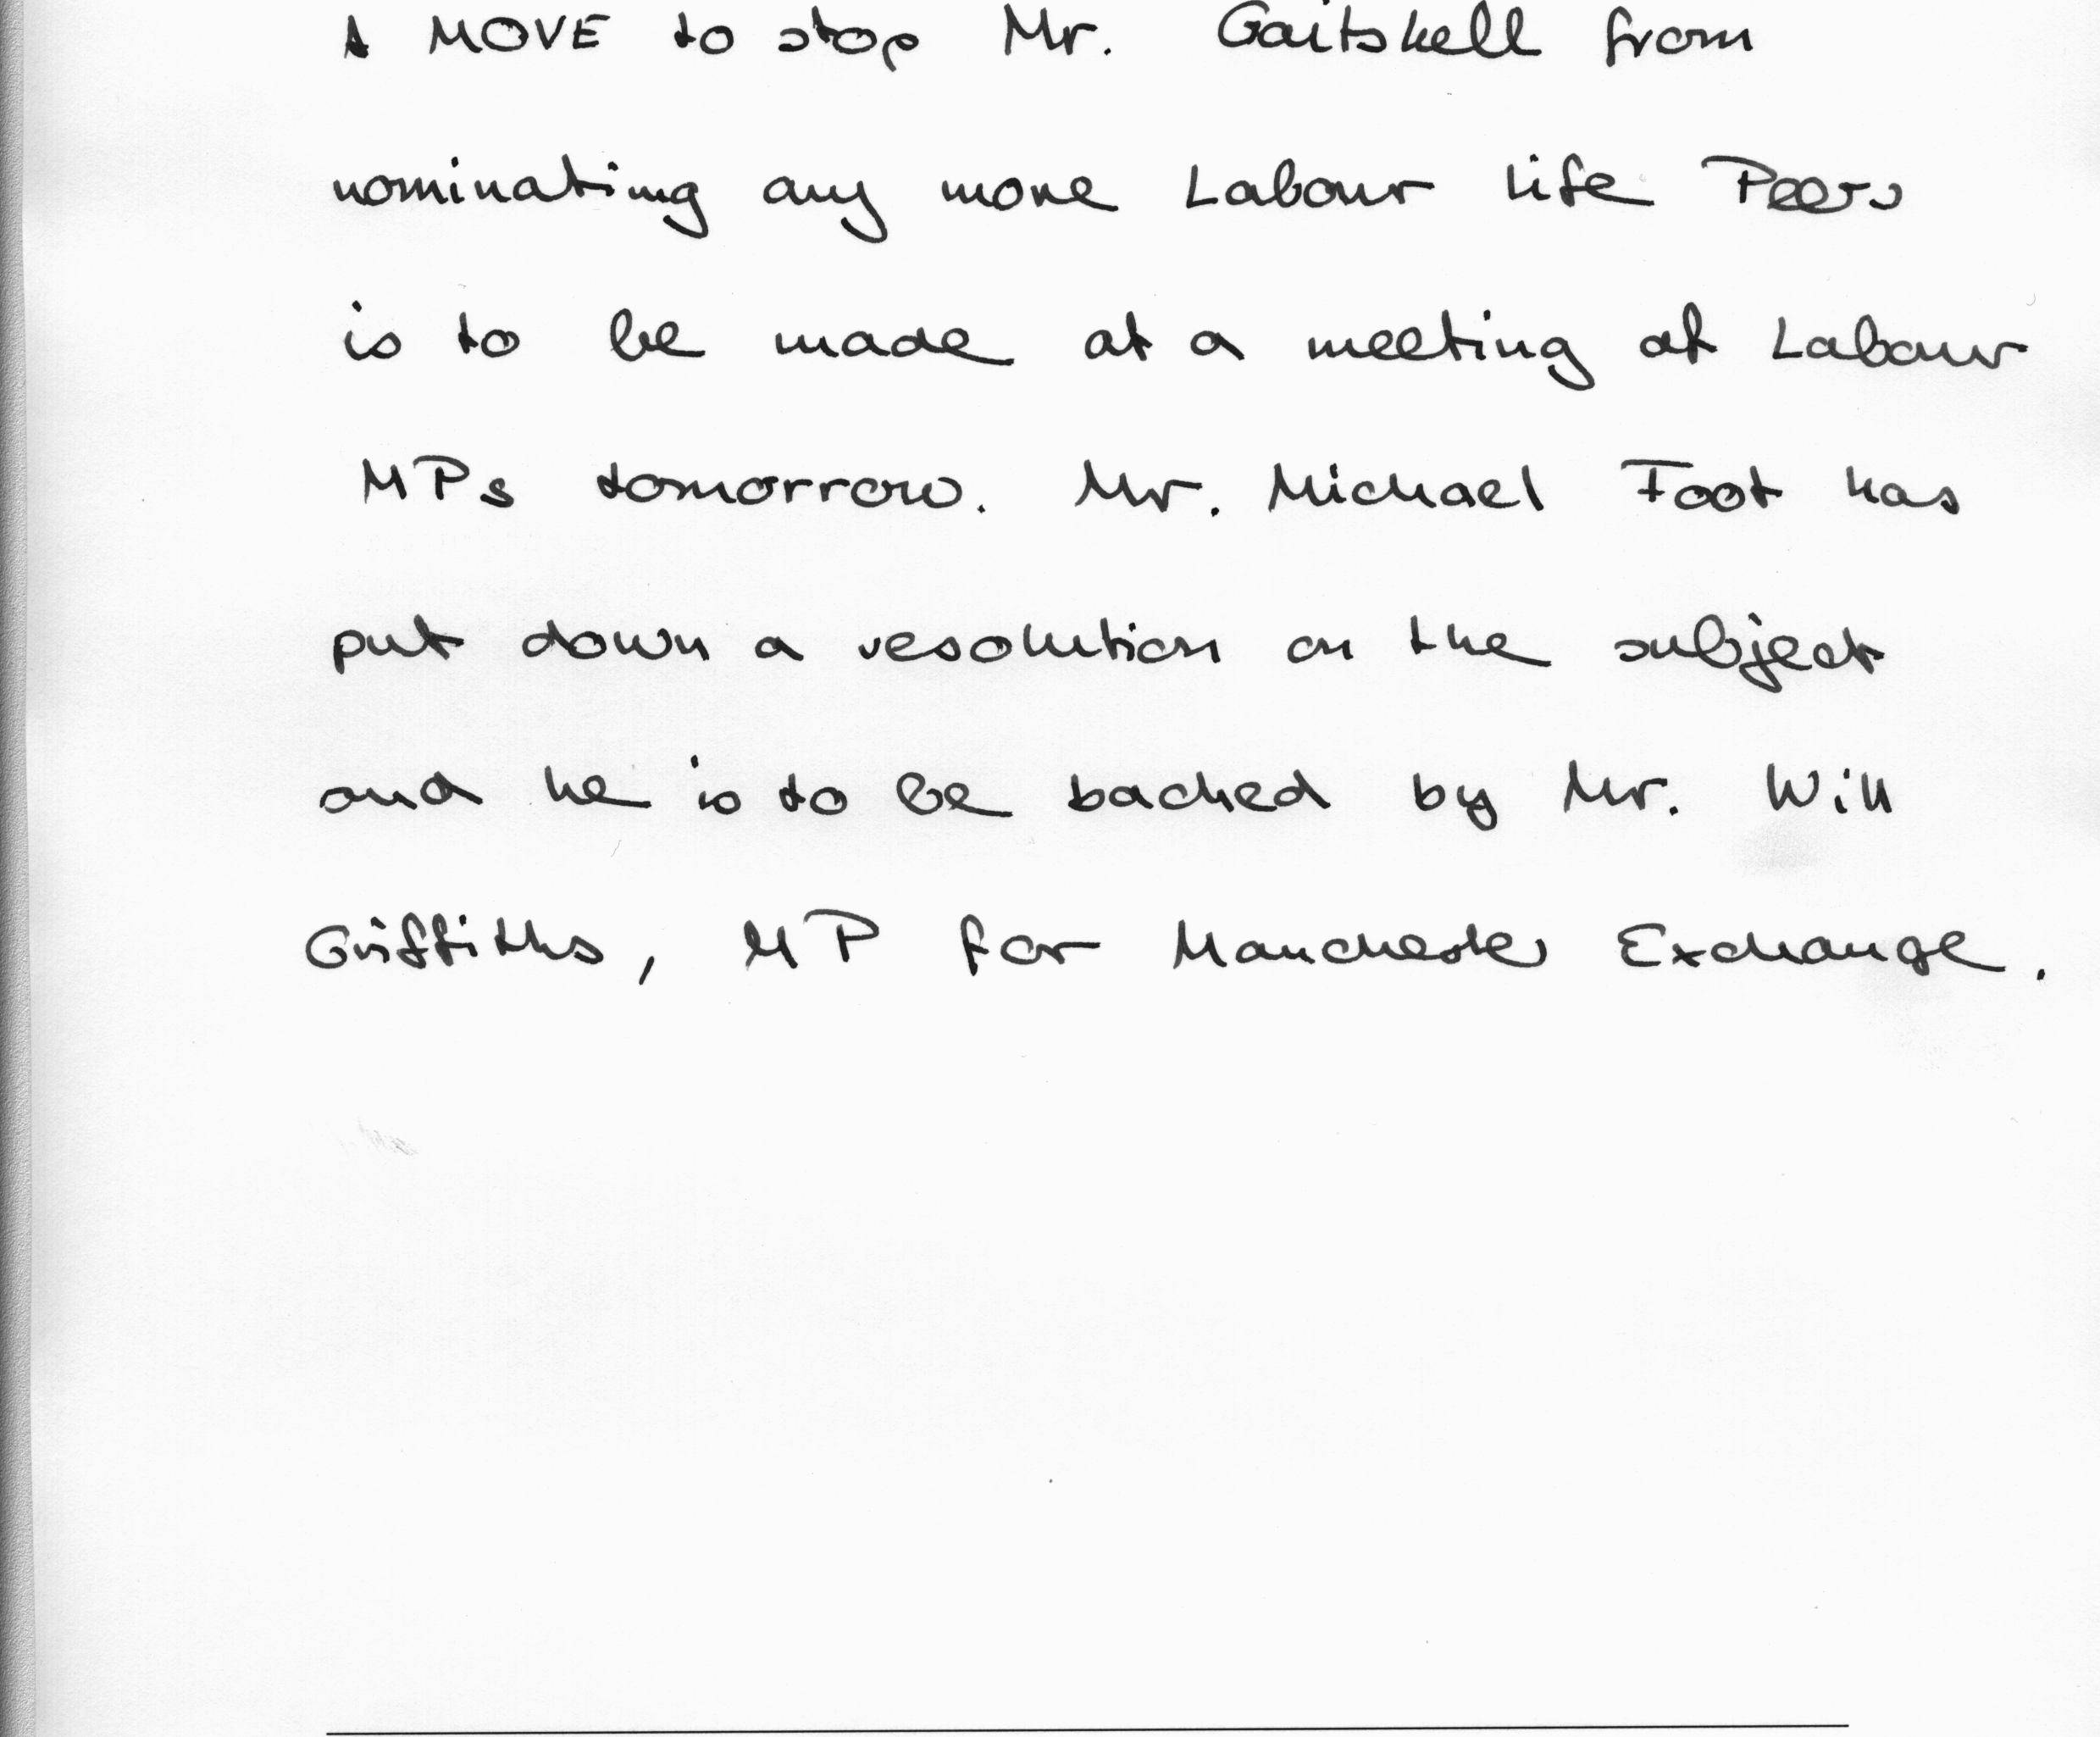 A MOVE to stop Mr. Gaitskell from
nominating any more Labour life Peers
is to be made at a meeting of Labour
MPs tomorrow. Mr. Michael Foot has
put down a resolution on the subject
and he is to be backed by Mr. Will
Griffiths, MP for Manchester Exchange.